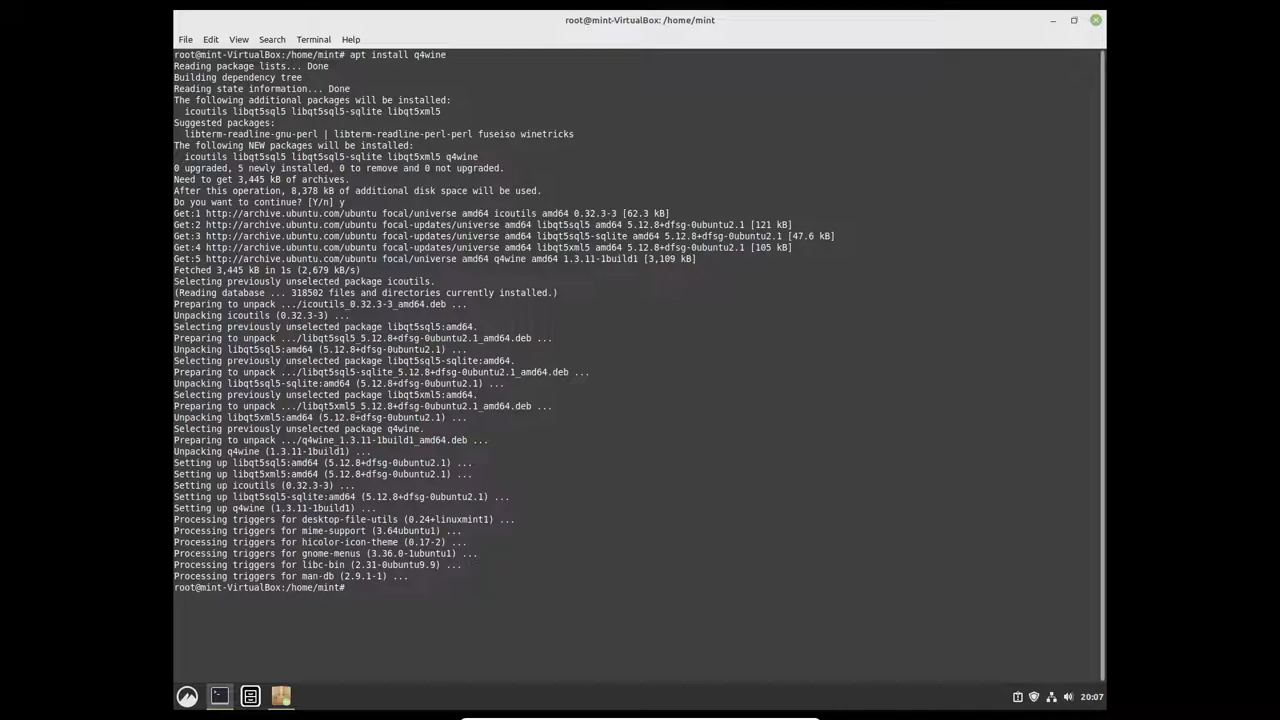 root@mint-VirtualBox: /home/mint
File Edit View Search Terminal Help
root@mint-VirtualBox:/home/mint# apt install q4wine
Reading package lists... Done
Building dependency tree
Reading state information... Done
The following additional packages will be installed:
  icoutils libqt5sql5 libqt5sql5-sqlite libqt5xml5
Suggested packages:
  libterm-readline-gnu-perl | libterm-readline-perl-perl fuseiso winetricks
The following NEW packages will be installed:
  icoutils libqt5sql5 libqt5sql5-sqlite libqt5xml5 q4wine
0 upgraded, 5 newly installed, 0 to remove and 0 not upgraded.
Need to get 3,445 kB of archives.
After this operation, 8,378 kB of additional disk space will be used.
Do you want to continue? [Y/n] y
Get:1 http://archive.ubuntu.com/ubuntu focal/universe amd64 icoutils amd64 0.32.3-3 [62.3 kB]
Get:2 http://archive.ubuntu.com/ubuntu focal-updates/universe amd64 libqt5sql5 amd64 5.12.8+dfsg-0ubuntu2.1 [121 kB]
Get:3 http://archive.ubuntu.com/ubuntu focal-updates/universe amd64 libqt5sql5-sqlite amd64 5.12.8+dfsg-0ubuntu2.1 [47.6 kB]
Get:4 http://archive.ubuntu.com/ubuntu focal-updates/universe amd64 libqt5xml5 amd64 5.12.8+dfsg-0ubuntu2.1 [105 kB]
Get:5 http://archive.ubuntu.com/ubuntu focal/universe amd64 q4wine amd64 1.3.11-1build1 [3,109 kB]
Fetched 3,445 kB in 1s (2,679 kB/s)
Selecting previously unselected package icoutils.
(Reading database ... 318502 files and directories currently installed.)
Preparing to unpack .../icoutils_0.32.3-3_amd64.deb ...
Unpacking icoutils (0.32.3-3) ...
Selecting previously unselected package libqt5sql5:amd64.
Preparing to unpack .../libqt5sql5_5.12.8+dfsg-0ubuntu2.1_amd64.deb ...
Unpacking libqt5sql5:amd64 (5.12.8+dfsg-0ubuntu2.1) ...
Selecting previously unselected package libqt5sql5-sqlite:amd64.
Preparing to unpack .../libqt5sql5-sqlite_5.12.8+dfsg-0ubuntu2.1_amd64.deb ...
Unpacking libqt5sql5-sqlite:amd64 (5.12.8+dfsg-0ubuntu2.1) ...
Selecting previously unselected package libqt5xml5:amd64.
Preparing to unpack .../libqt5xml5_5.12.8+dfsg-0ubuntu2.1_amd64.deb ...
Unpacking libqt5xml5:amd64 (5.12.8+dfsg-0ubuntu2.1) ...
Selecting previously unselected package q4wine.
Preparing to unpack .../q4wine_1.3.11-1build1_amd64.deb ...
Unpacking q4wine (1.3.11-1build1) ...
Setting up libqt5sql5:amd64 (5.12.8+dfsg-0ubuntu2.1) ...
Setting up libqt5xml5:amd64 (5.12.8+dfsg-0ubuntu2.1) ...
Setting up icoutils (0.32.3-3) ...
Setting up libqt5sql5-sqlite:amd64 (5.12.8+dfsg-0ubuntu2.1) ...
Setting up q4wine (1.3.11-1build1) ...
Processing triggers for desktop-file-utils (0.24+linuxmint1) ...
Processing triggers for mime-support (3.64ubuntu1) ...
Processing triggers for hicolor-icon-theme (0.17-2) ...
Processing triggers for gnome-menus (3.36.0-1ubuntu1) ...
Processing triggers for libc-bin (2.31-0ubuntu9.9) ...
Processing triggers for man-db (2.9.1-1) ...
root@mint-VirtualBox:/home/mint#
20:07